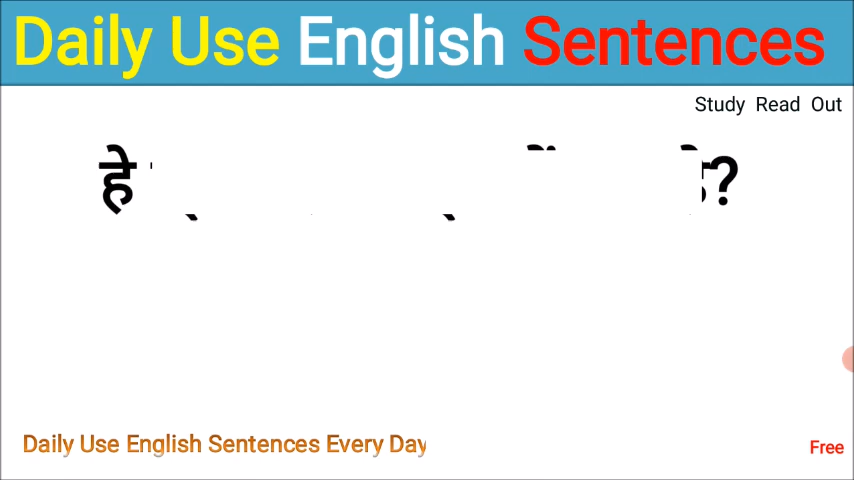 Daily Use English Sentences
Study Read Out
हे ?
Daily Use English Sentences Every Day
Free